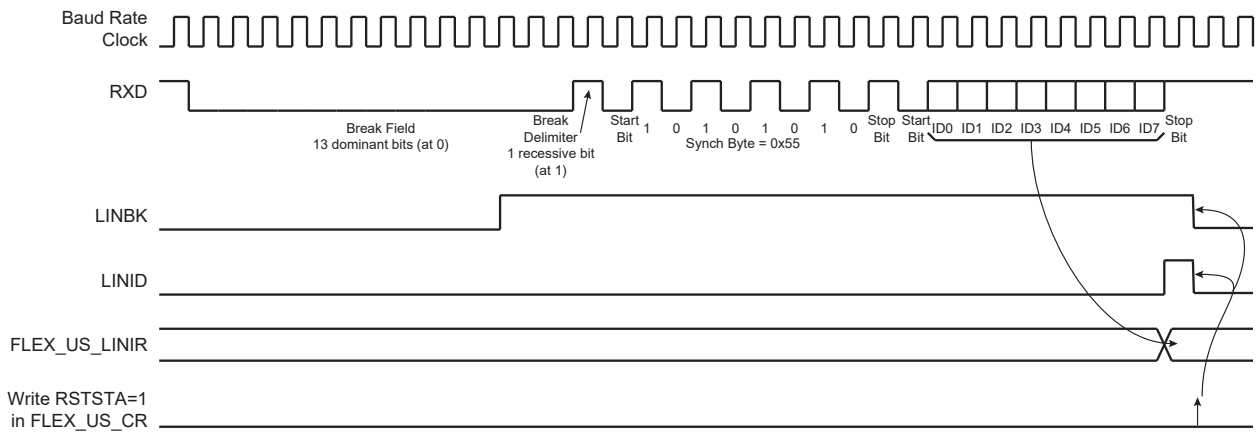 Baud Rate
Clock
RXD
Break Field
13 dominant bits (at 0)
Break
Delimiter
1 recessive bit
(at 1)
Start
Bit
1 0 1 0 1 0 1 0
Synch Byte = 0x55
Stop
Bit
Start
Bit
ID0 ID1 ID2 ID3 ID4 ID5 ID6 ID7
Stop
Bit
LINBK
LINID
FLEX_US_LINIR
Write RSTSTA=1
in FLEX_US_CR